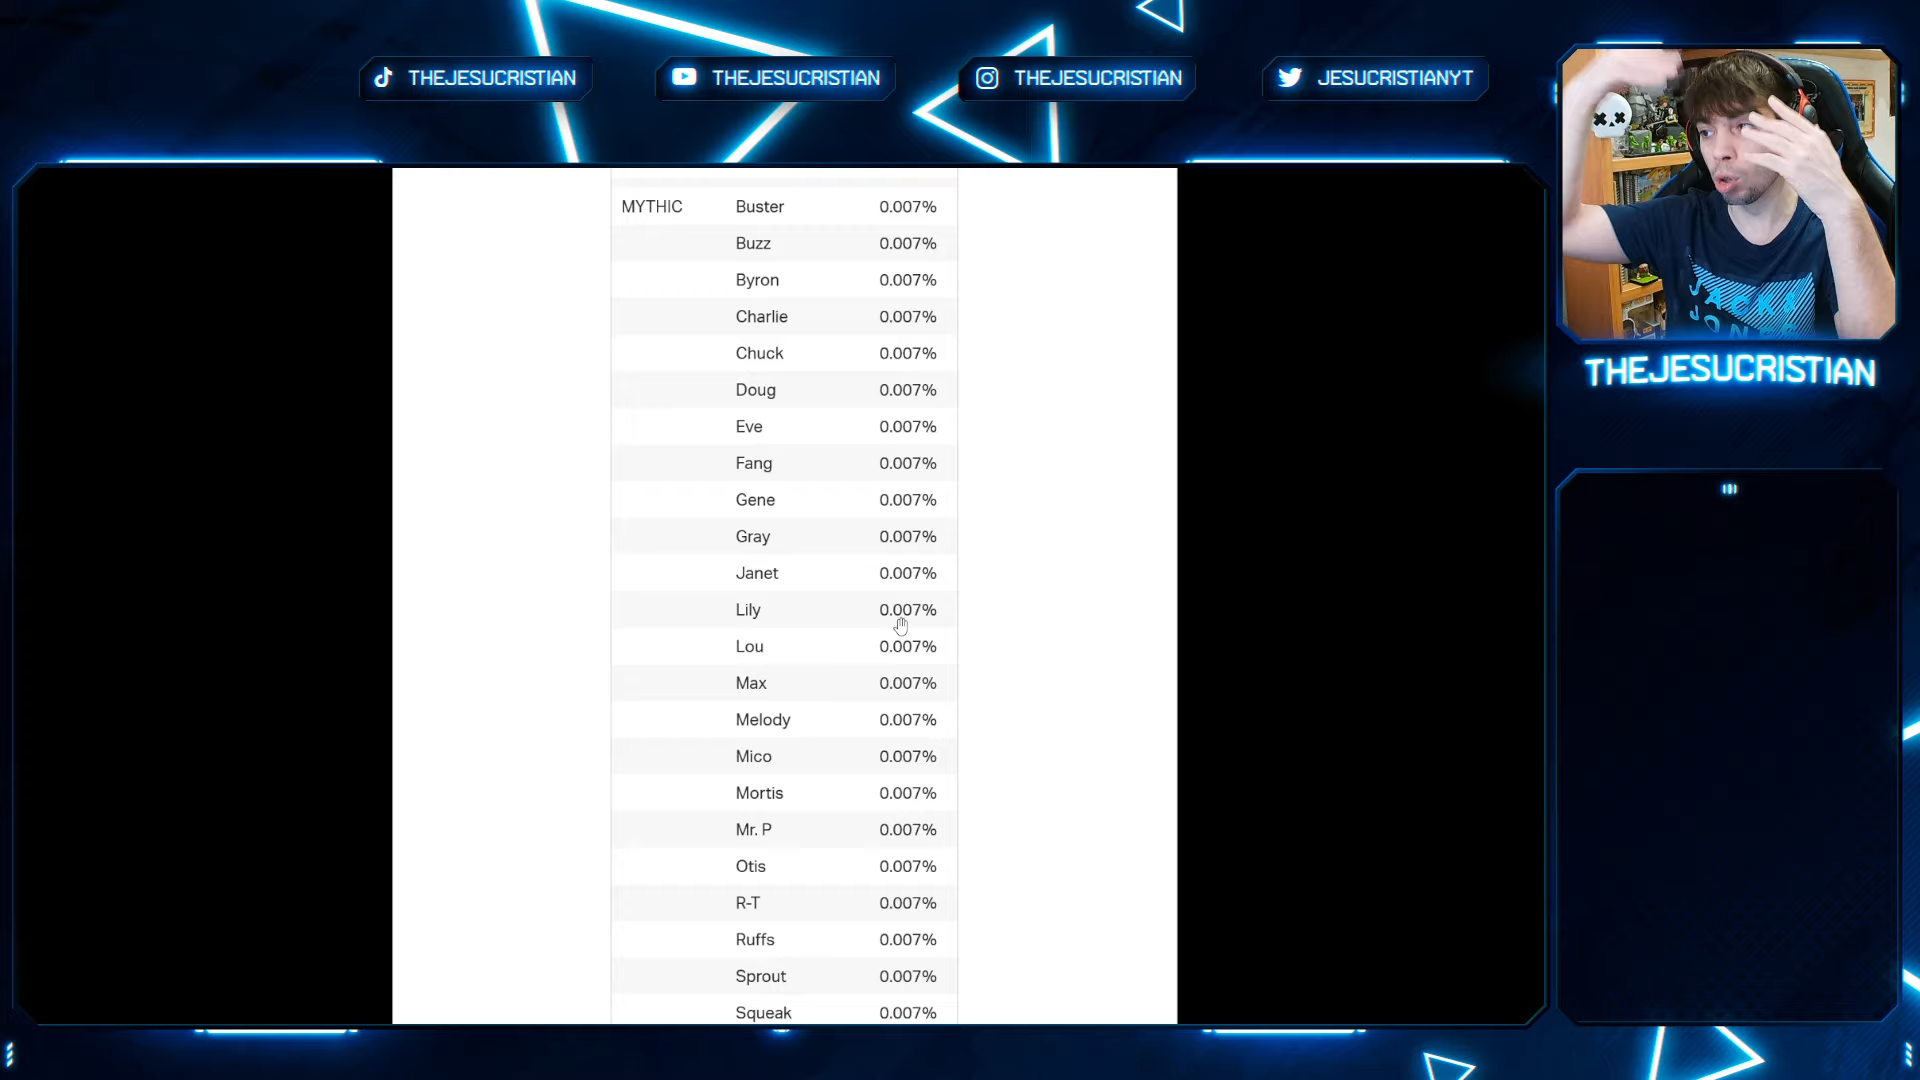 THEJESUCRISTIAN
THEJESUCRISTIAN
THEJESUCRISTIAN
JESUCRISTIANYT
MYTHIC Buster 0.007%
Buzz 0.007%
Byron 0.007%
Charlie 0.007%
Chuck 0.007%
Doug 0.007%
Eve 0.007%
Fang 0.007%
Gene 0.007%
Gray 0.007%
Janet 0.007%
Lily 0.007%
Lou 0.007%
Max 0.007%
Melody 0.007%
Mico 0.007%
Mortis 0.007%
Mr. P 0.007%
Otis 0.007%
R-T 0.007%
Ruffs 0.007%
Sprout 0.007%
Squeak 0.007%
JACK&
JONES
THEJESUCRISTIAN